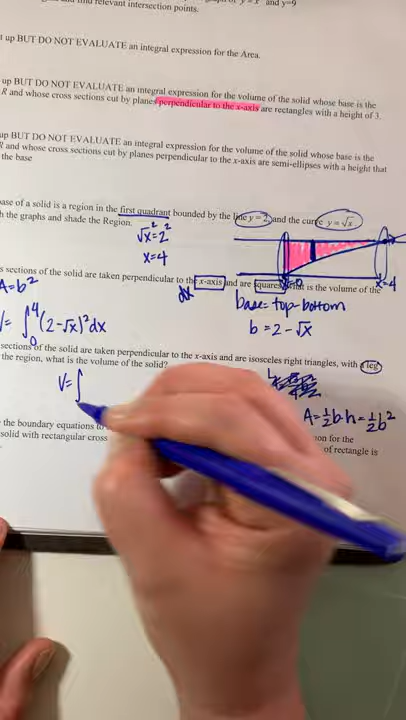 find relevant intersection points. and y=9
t up BUT DO NOT EVALUATE an integral expression for the Area.
up BUT DO NOT EVALUATE an integral expression for the volume of the solid whose base is the
R and whose cross sections cut by planes perpendicular to the x-axis are rectangles with a height of 3.
up BUT DO NOT EVALUATE an integral expression for the volume of the solid whose base is the
R and whose cross sections cut by planes perpendicular to the x-axis are semi-ellipses with a height that
the base
ase of a solid is a region in the first quadrant bounded by the line y = 2, and the curve y = √x
h the graphs and shade the Region.
√x² = 2²
x=4
x=4
s sections of the solid are taken perpendicular to the x-axis and are squares, what is the volume of the
A=b²
dx
base=top-bottom
V= ∫₀⁴ (2-√x)² dx
b=2-√x
sections of the solid are taken perpendicular to the x-axis and are isosceles right triangles, with a leg
the region, what is the volume of the solid?
V= ∫
A=½b·h=½b²
the boundary equations to
solid with rectangular cross
of rectangle is